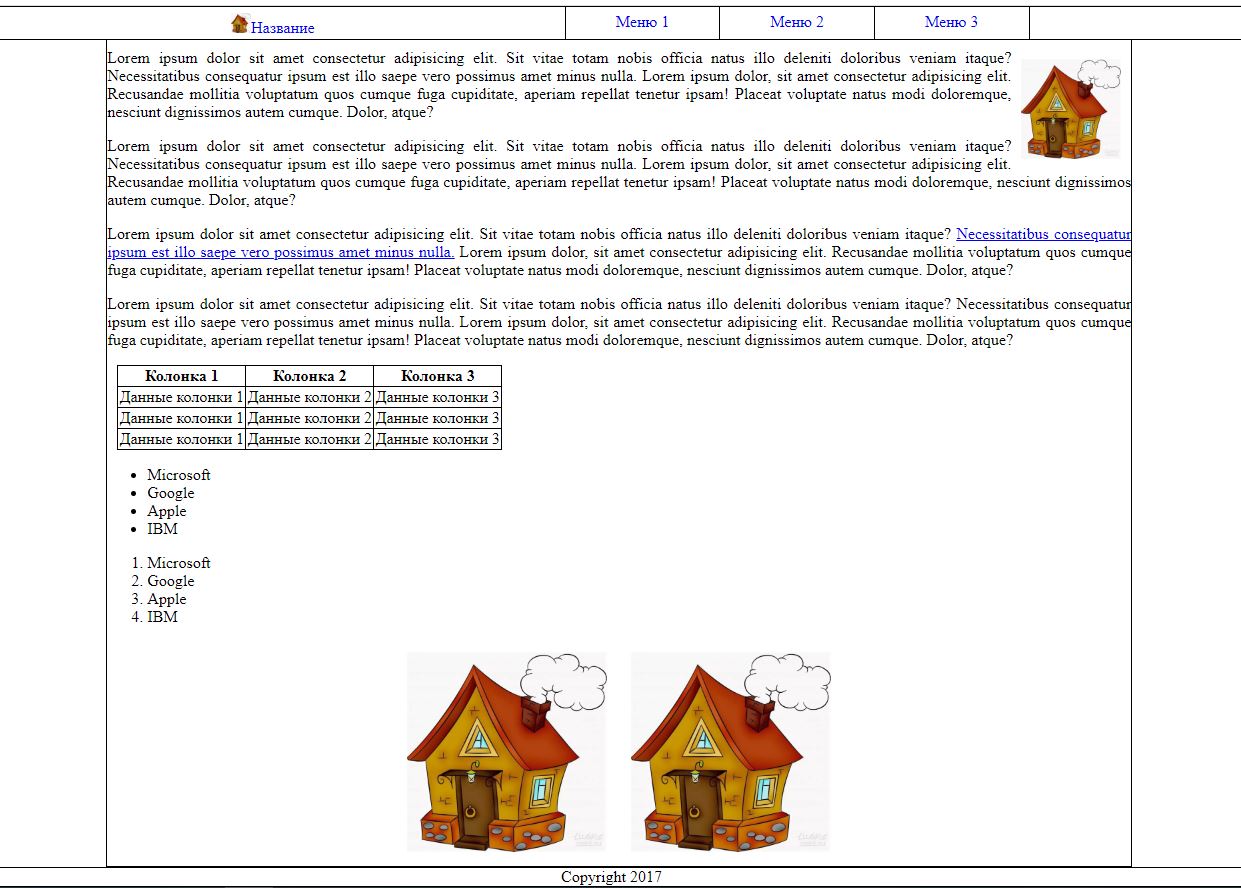 Название Меню 1 Меню 2 Меню 3
Lorem ipsum dolor sit amet consectetur adipisicing elit. Sit vitae totam nobis officia natus illo deleniti doloribus veniam itaque?
Necessitatibus consequatur ipsum est illo saepe vero possimus amet minus nulla. Lorem ipsum dolor, sit amet consectetur adipisicing elit.
Recusandae mollitia voluptatum quos cumque fuga cupiditate, aperiam repellat tenetur ipsam! Placeat voluptate natus modi doloremque,
nesciunt dignissimos autem cumque. Dolor, atque?
Lorem ipsum dolor sit amet consectetur adipisicing elit. Sit vitae totam nobis officia natus illo deleniti doloribus veniam itaque?
Necessitatibus consequatur ipsum est illo saepe vero possimus amet minus nulla. Lorem ipsum dolor, sit amet consectetur adipisicing elit.
Recusandae mollitia voluptatum quos cumque fuga cupiditate, aperiam repellat tenetur ipsam! Placeat voluptate natus modi doloremque, nesciunt dignissimos
autem cumque. Dolor, atque?
Lorem ipsum dolor sit amet consectetur adipisicing elit. Sit vitae totam nobis officia natus illo deleniti doloribus veniam itaque? Necessitatibus consequatur
ipsum est illo saepe vero possimus amet minus nulla. Lorem ipsum dolor, sit amet consectetur adipisicing elit. Recusandae mollitia voluptatum quos cumque
fuga cupiditate, aperiam repellat tenetur ipsam! Placeat voluptate natus modi doloremque, nesciunt dignissimos autem cumque. Dolor, atque?
Lorem ipsum dolor sit amet consectetur adipisicing elit. Sit vitae totam nobis officia natus illo deleniti doloribus veniam itaque? Necessitatibus consequatur
ipsum est illo saepe vero possimus amet minus nulla. Lorem ipsum dolor, sit amet consectetur adipisicing elit. Recusandae mollitia voluptatum quos cumque
fuga cupiditate, aperiam repellat tenetur ipsam! Placeat voluptate natus modi doloremque, nesciunt dignissimos autem cumque. Dolor, atque?
Колонка 1 Колонка 2 Колонка 3
Данные колонки 1 Данные колонки 2 Данные колонки 3
Данные колонки 1 Данные колонки 2 Данные колонки 3
Данные колонки 1 Данные колонки 2 Данные колонки 3
• Microsoft
• Google
• Apple
• IBM
1. Microsoft
2. Google
3. Apple
4. IBM
Copyright 2017